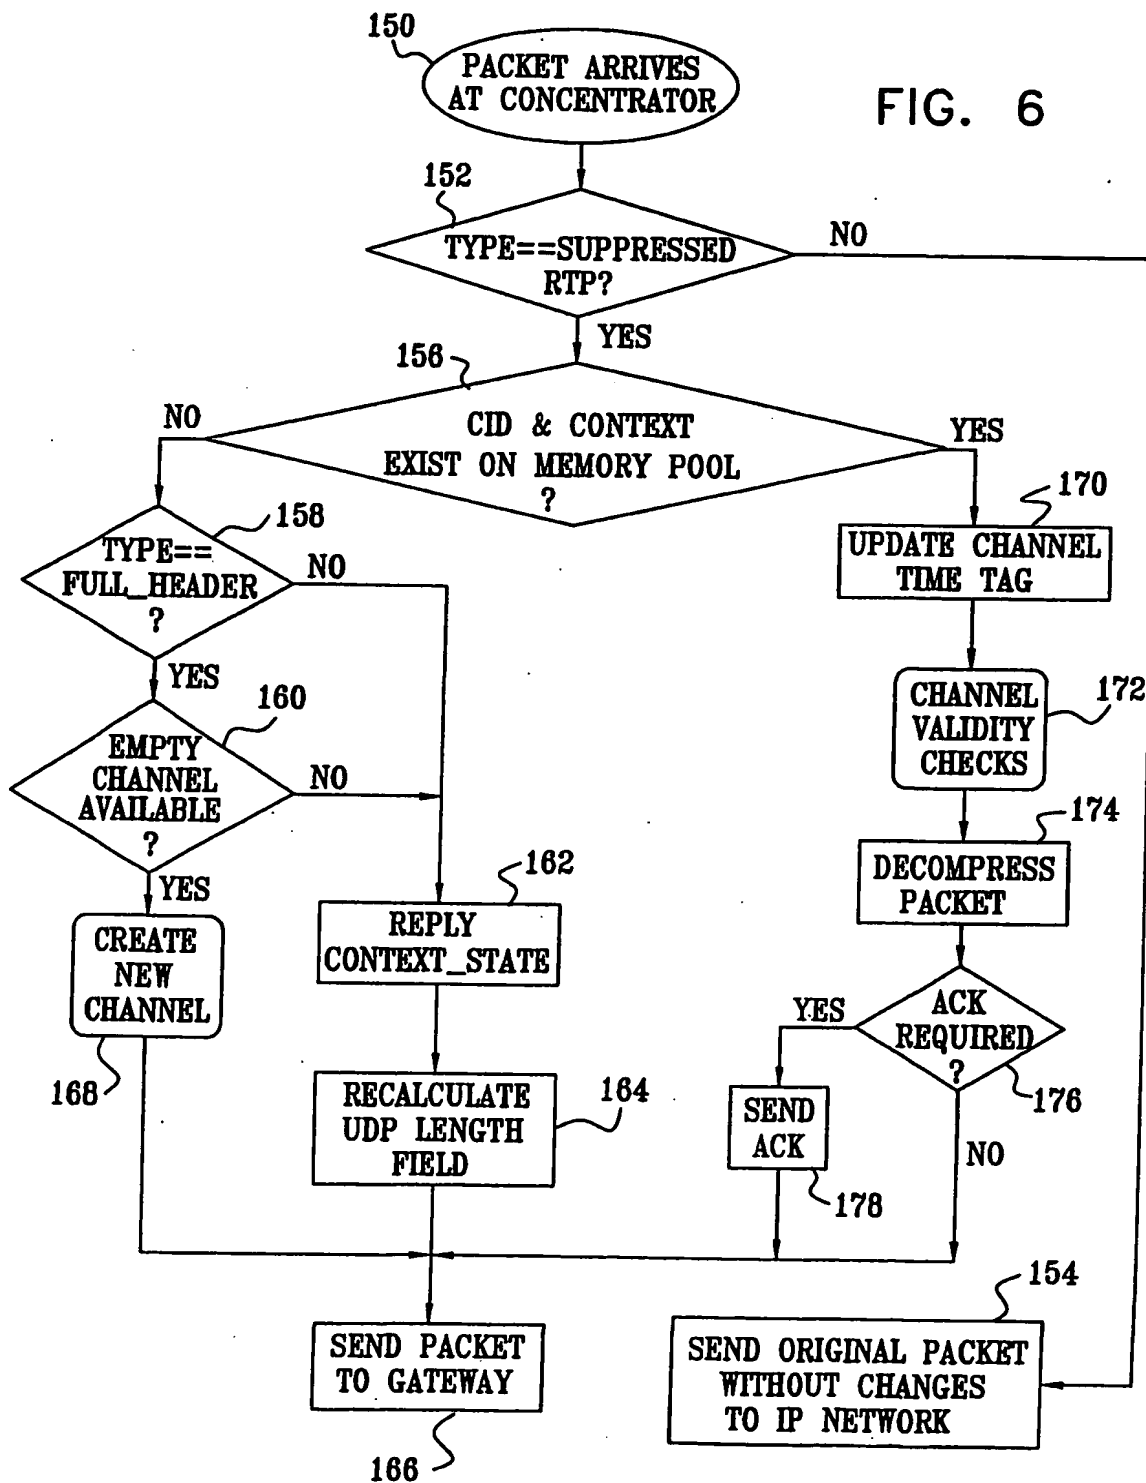 150
PACKET ARRIVES
AT CONCENTRATOR
FIG. 6
152
TYPE==SUPPRESSED
RTP?
NO
YES
156
CID & CONTEXT
EXIST ON MEMORY POOL
?
NO
YES
158
TYPE==
FULL_HEADER
?
NO
YES
170
UPDATE CHANNEL
TIME TAG
160
EMPTY
CHANNEL
AVAILABLE
?
NO
YES
172
CHANNEL
VALIDITY
CHECKS
174
DECOMPRESS
PACKET
162
REPLY
CONTEXT_STATE
CREATE
NEW
CHANNEL
168
ACK
REQUIRED
?
176
YES
NO
164
RECALCULATE
UDP LENGTH
FIELD
SEND
ACK
178
154
SEND PACKET
TO GATEWAY
166
SEND ORIGINAL PACKET
WITHOUT CHANGES
TO IP NETWORK